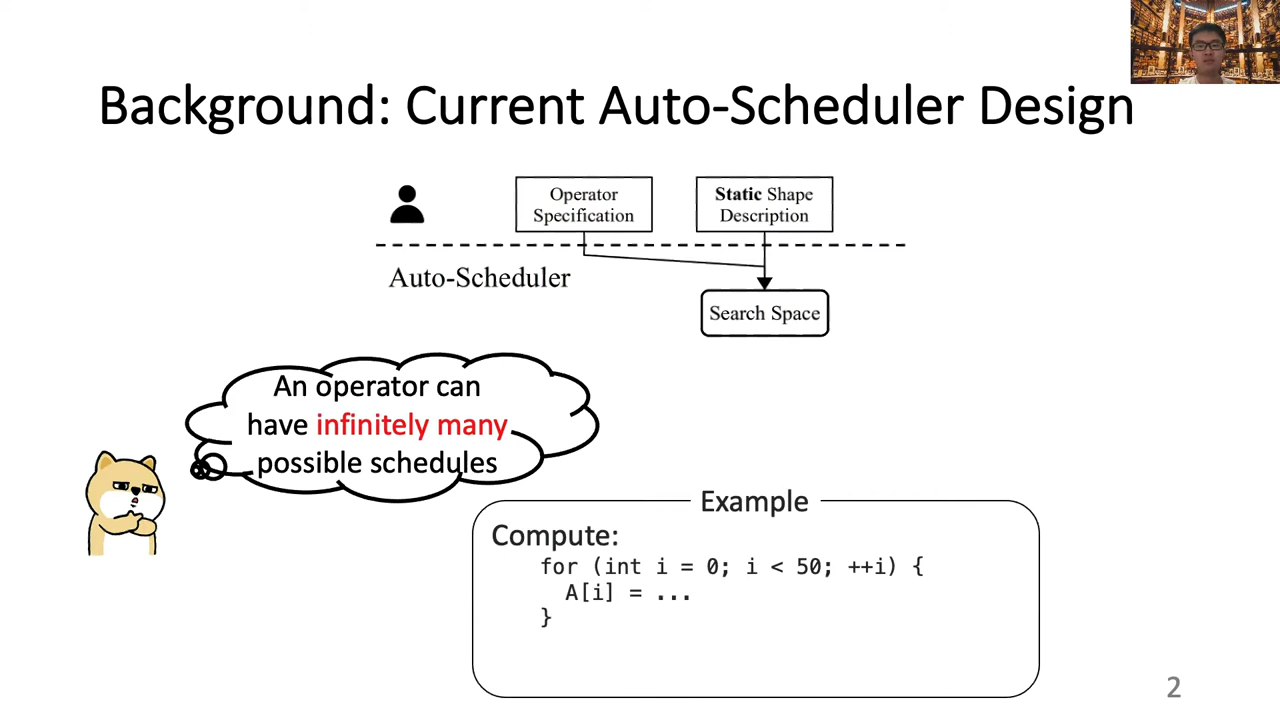 Background: Current Auto-Scheduler Design
Operator
Specification
Static Shape
Description
Auto-Scheduler
Search Space
An operator can
have infinitely many
possible schedules
Example
Compute:
for (int i = 0; i < 50; ++i) {
A[i] = ...
}
2